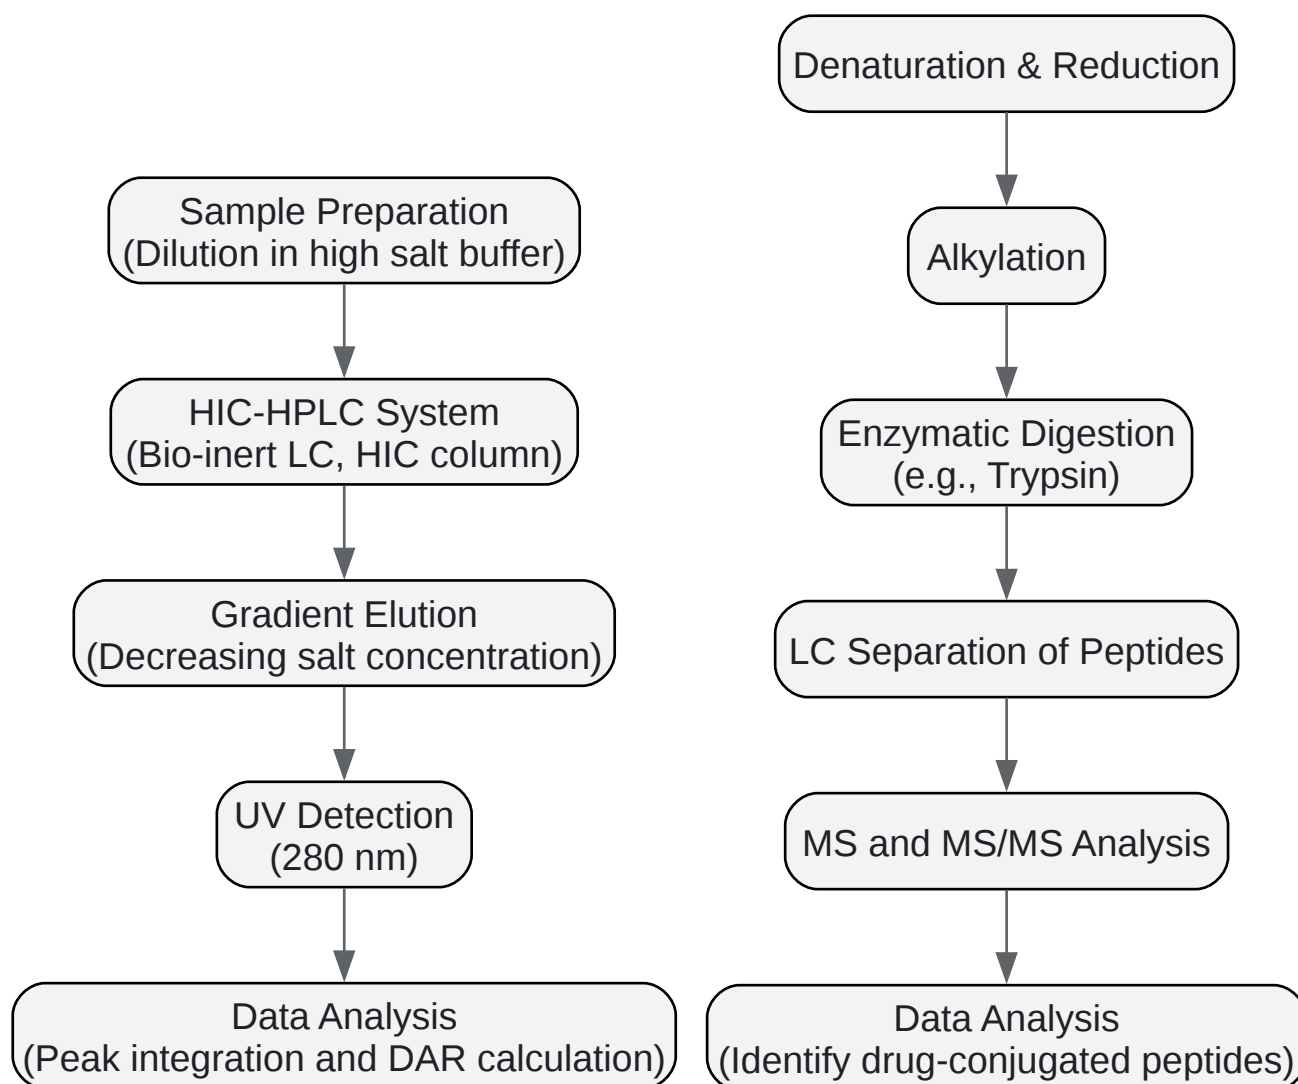 Sample Preparation
(Dilution in high salt buffer)
HIC-HPLC System
(Bio-inert LC, HIC column)
Gradient Elution
(Decreasing salt concentration)
UV Detection
(280 nm)
Data Analysis
(Peak integration and DAR calculation)
Denaturation & Reduction
Alkylation
Enzymatic Digestion
(e.g., Trypsin)
LC Separation of Peptides
MS and MS/MS Analysis
Data Analysis
(Identify drug-conjugated peptides)